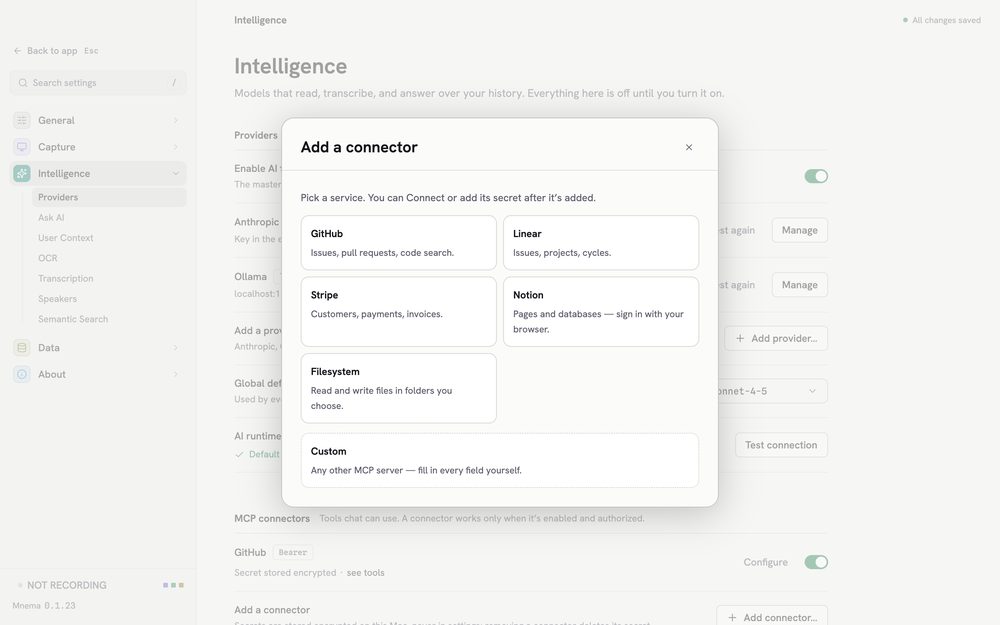 Intelligence
All changes saved
Back to app Esc
Search settings /
General
Capture
Intelligence
Providers
Ask AI
User Context
OCR
Transcription
Speakers
Semantic Search
Data
About
NOT RECORDING
Mnema 0.1.23
Intelligence
Models that read, transcribe, and answer over your history. Everything here is off until you turn it on.
Providers
Enable AI
The master
Anthropic
Key in the
again
Manage
Ollama
localhost:1
again
Manage
Add a
Anthropic,
Add provider...
Global
Used by
Sonnet-4-5
AI runtime
Default
Test connection
Add a connector
Pick a service. You can Connect or add its secret after it's added.
GitHub
Issues, pull requests, code search.
Linear
Issues, projects, cycles.
Stripe
Customers, payments, invoices.
Notion
Pages and databases — sign in with your
browser.
Filesystem
Read and write files in folders you
choose.
Custom
Any other MCP server — fill in every field yourself.
MCP connectors Tools chat can use. A connector works only when it's enabled and authorized.
GitHub Bearer
Secret stored encrypted · see tools
Configure
Add a connector
Add connector...